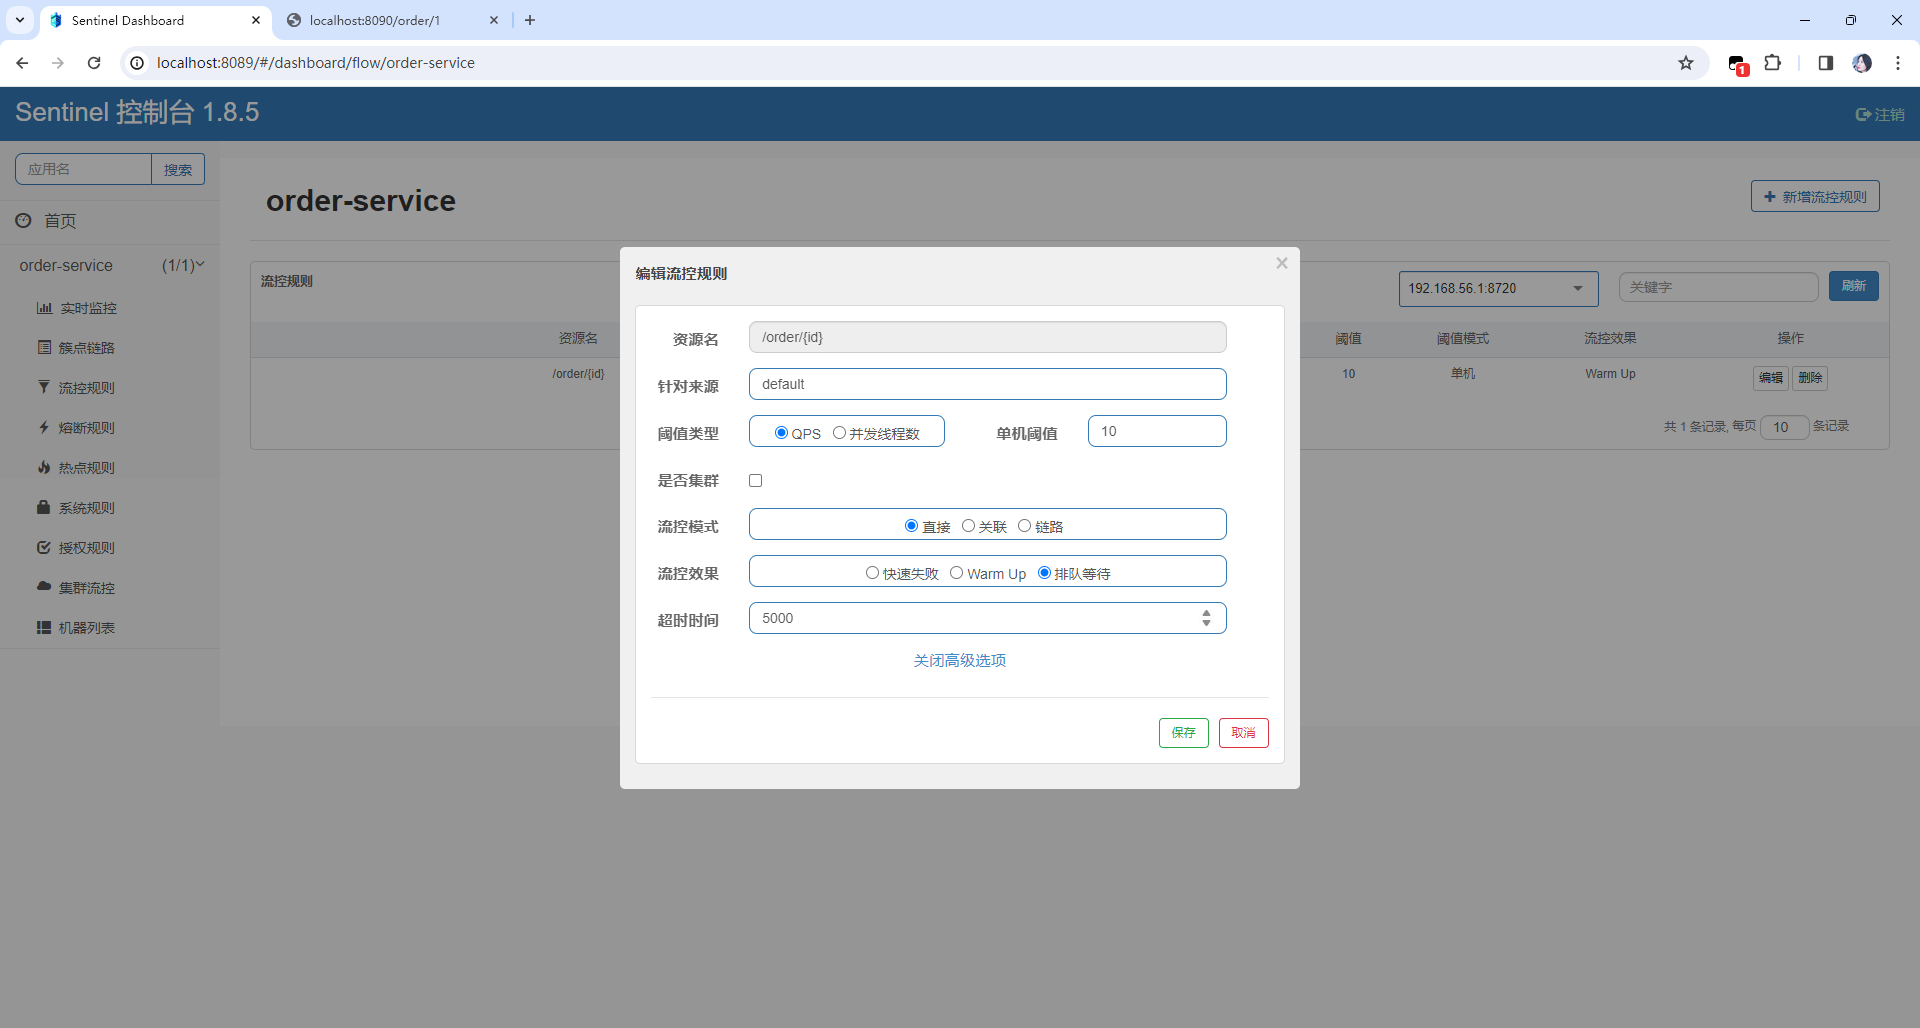 Sentinel Dashboard
localhost:8090/order/1
localhost:8089/#/dashboard/flow/order-service
1
Sentinel 控制台 1.8.5
注销
应用名
搜索
首页
order-service (1/1)
实时监控
簇点链路
流控规则
熔断规则
热点规则
系统规则
授权规则
集群流控
机器列表
order-service
新增流控规则
流控规则
192.168.56.1:8720
关键字
刷新
资源名 阈值 阈值模式 流控效果 操作
/order/{id} 10 单机 Warm Up 编辑 删除
共 1 条记录, 每页 10 条记录
编辑流控规则
资源名 /order/{id}
针对来源 default
阈值类型 QPS 并发线程数 单机阈值 10
是否集群
流控模式 直接 关联 链路
流控效果 快速失败 Warm Up 排队等待
超时时间 5000
关闭高级选项
保存 取消